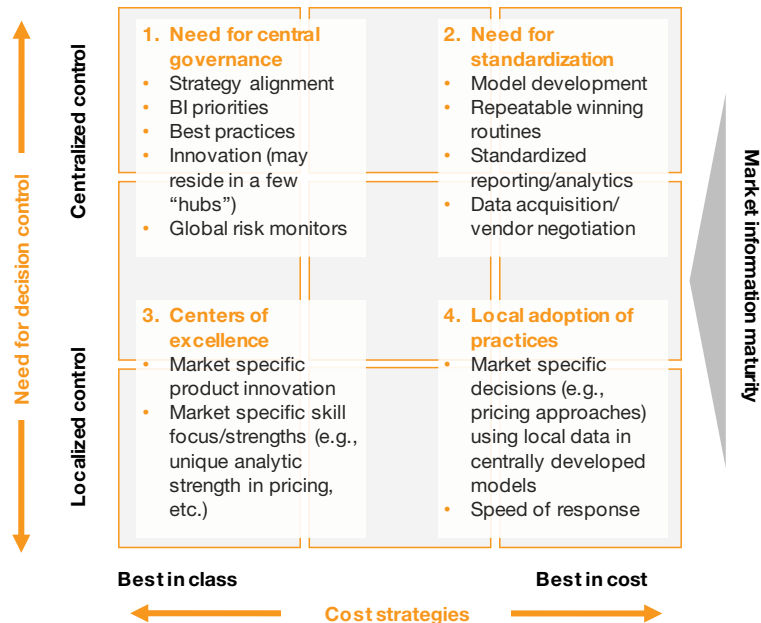 Need for decision control
Centralized control
Localized control
1. Need for central
governance
• Strategy alignment
• BI priorities
• Best practices
• Innovation (may
reside in a few
“hubs”)
• Global risk monitors
2. Need for
standardization
• Model development
• Repeatable winning
routines
• Standardized
reporting/analytics
• Data acquisition/
vendor negotiation
3. Centers of
excellence
• Market specific
product innovation
• Market specific skill
focus/strengths (e.g.,
unique analytic
strength in pricing,
etc.)
4. Local adoption of
practices
• Market specific
decisions (e.g.,
pricing approaches)
using local data in
centrally developed
models
• Speed of response
Market information maturity
Best in class
Best in cost
Cost strategies